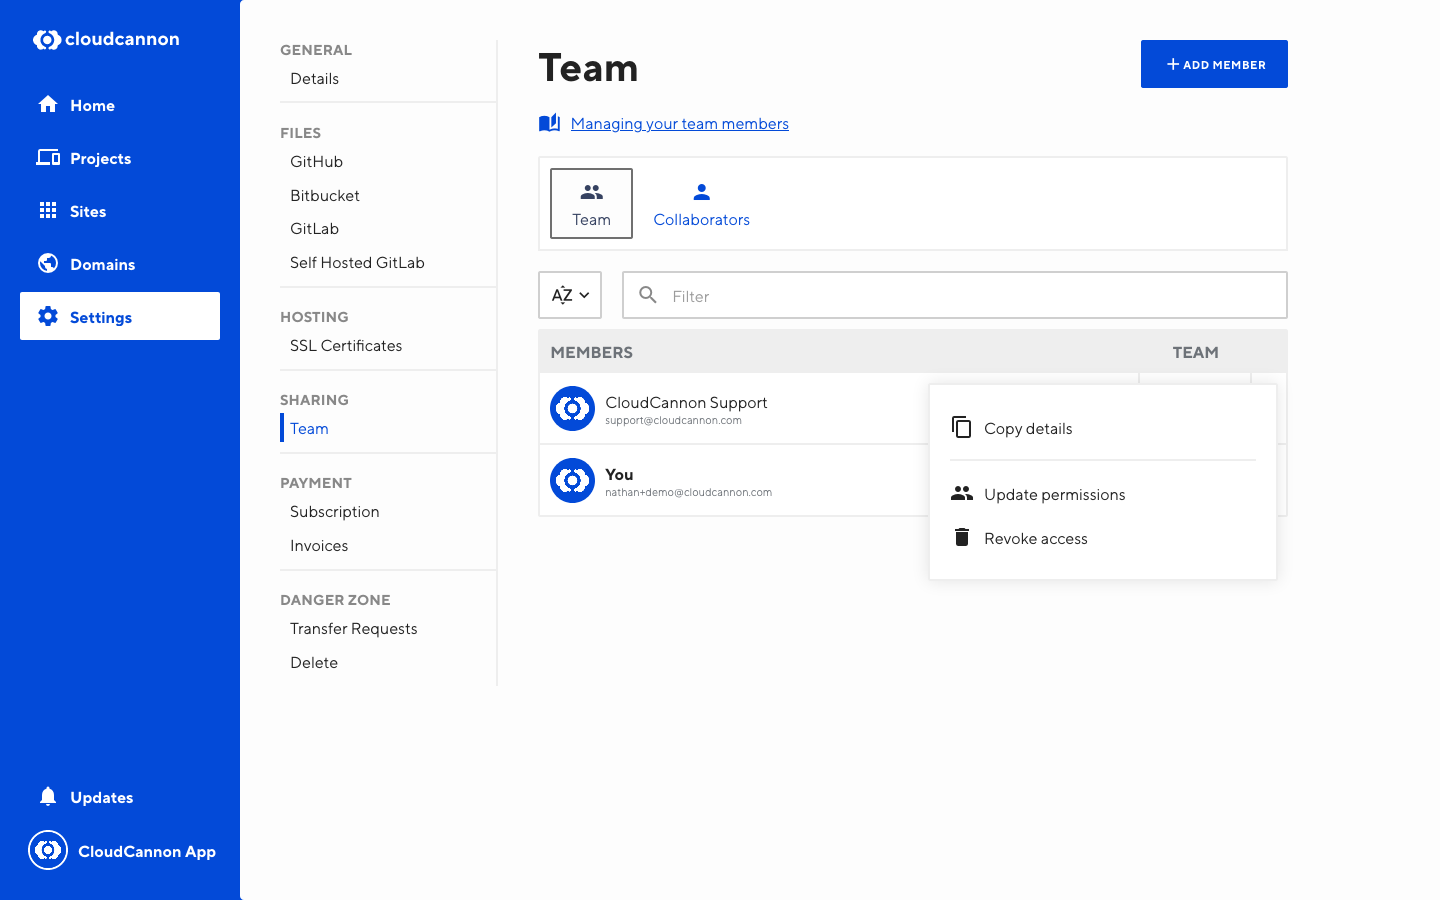 cloudcannon
Home
Projects
Sites
Domains
Settings
Updates
CloudCannon App
GENERAL
Details
FILES
GitHub
Bitbucket
GitLab
Self Hosted GitLab
HOSTING
SSL Certificates
SHARING
Team
PAYMENT
Subscription
Invoices
DANGER ZONE
Transfer Requests
Delete
Team
ADD MEMBER
Managing your team members
Team
Collaborators
AZ
Filter
MEMBERS
TEAM
CloudCannon Support
support@cloudcannon.com
You
nathan+demo@cloudcannon.com
Copy details
Update permissions
Revoke access